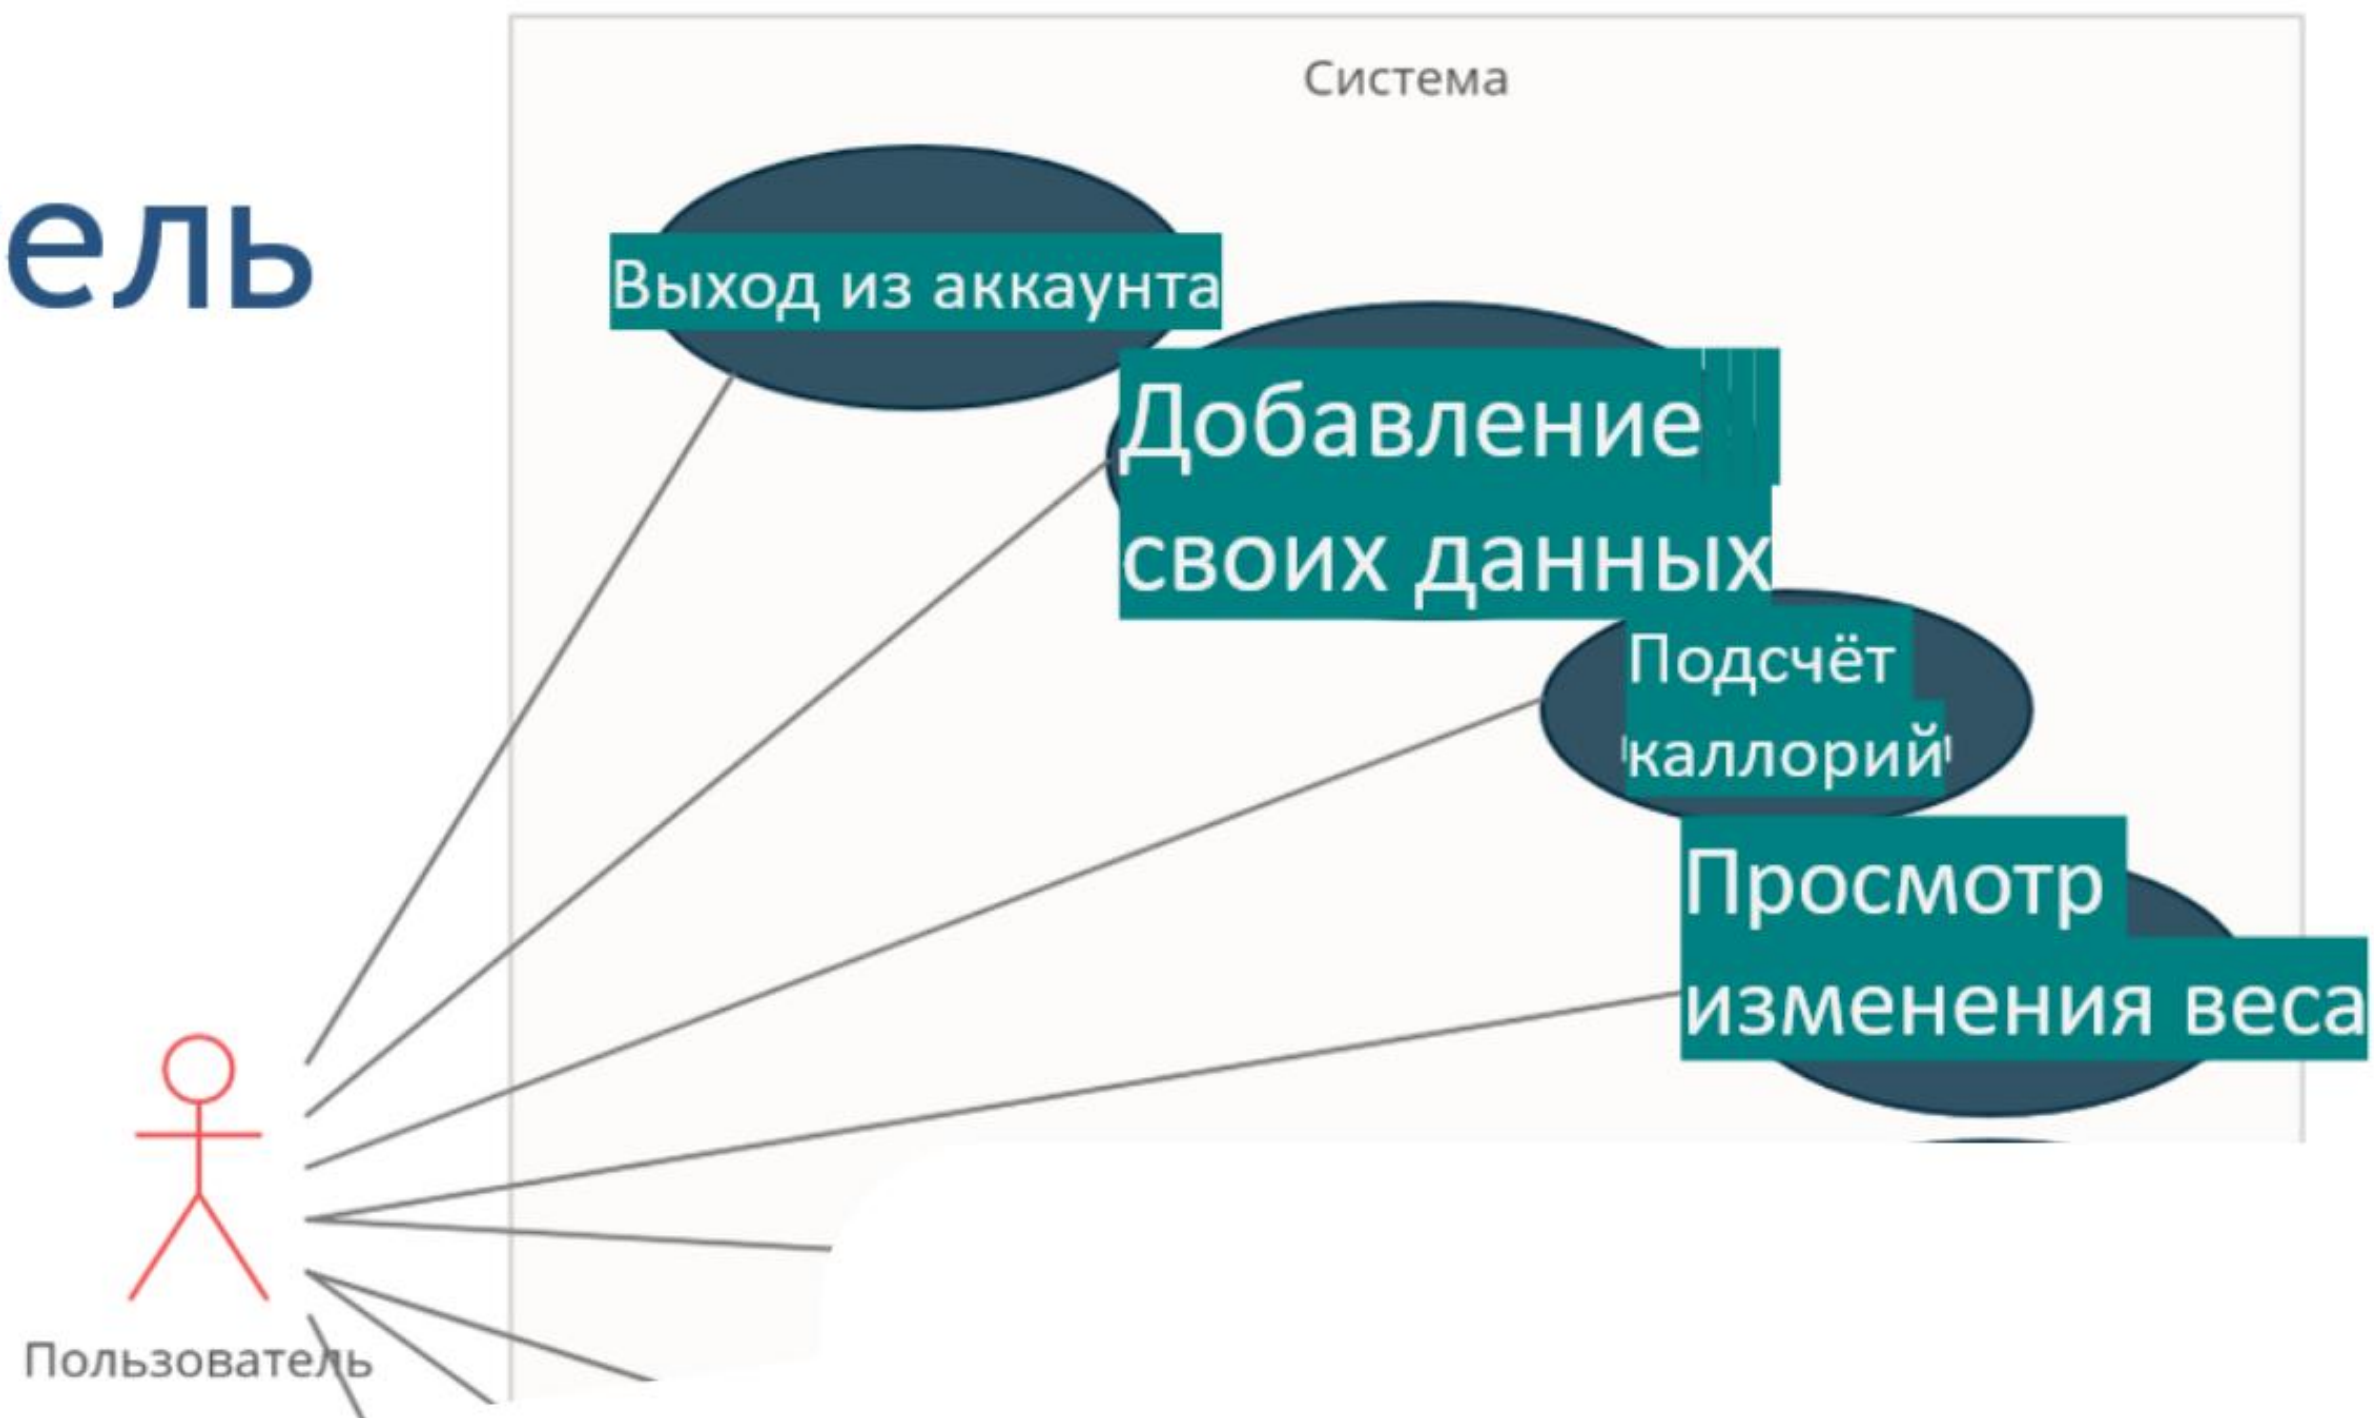 Система
ель
Выход из аккаунта
Добавление
своих данных
Подсчёт
каллорий
Просмотр
изменения веса
Пользователь